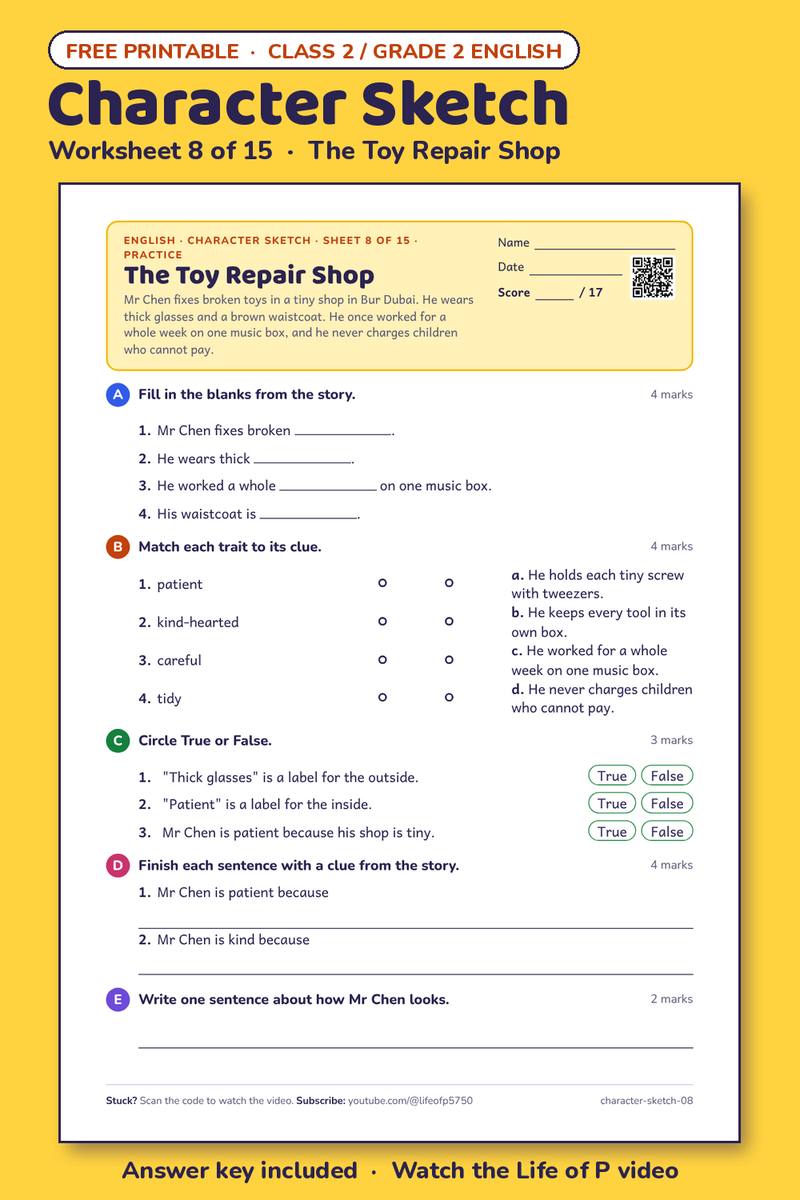 FREE PRINTABLE · CLASS 2 / GRADE 2 ENGLISH
Character Sketch
Worksheet 8 of 15 · The Toy Repair Shop
ENGLISH · CHARACTER SKETCH · SHEET 8 OF 15 ·
PRACTICE
The Toy Repair Shop
Mr Chen fixes broken toys in a tiny shop in Bur Dubai. He wears
thick glasses and a brown waistcoat. He once worked for a
whole week on one music box, and he never charges children
who cannot pay.
Name ____________
Date ____________
Score ______ / 17
A Fill in the blanks from the story. 4 marks
1. Mr Chen fixes broken ____________.
2. He wears thick ____________.
3. He worked a whole ____________ on one music box.
4. His waistcoat is ____________.
B Match each trait to its clue. 4 marks
1. patient
2. kind-hearted
3. careful
4. tidy
a. He holds each tiny screw
with tweezers.
b. He keeps every tool in its
own box.
c. He worked for a whole
week on one music box.
d. He never charges children
who cannot pay.
C Circle True or False. 3 marks
1. "Thick glasses" is a label for the outside. True False
2. "Patient" is a label for the inside. True False
3. Mr Chen is patient because his shop is tiny. True False
D Finish each sentence with a clue from the story. 4 marks
1. Mr Chen is patient because
2. Mr Chen is kind because
E Write one sentence about how Mr Chen looks. 2 marks
Stuck? Scan the code to watch the video. Subscribe: youtube.com/@lifeofp5750 character-sketch-08
Answer key included · Watch the Life of P video